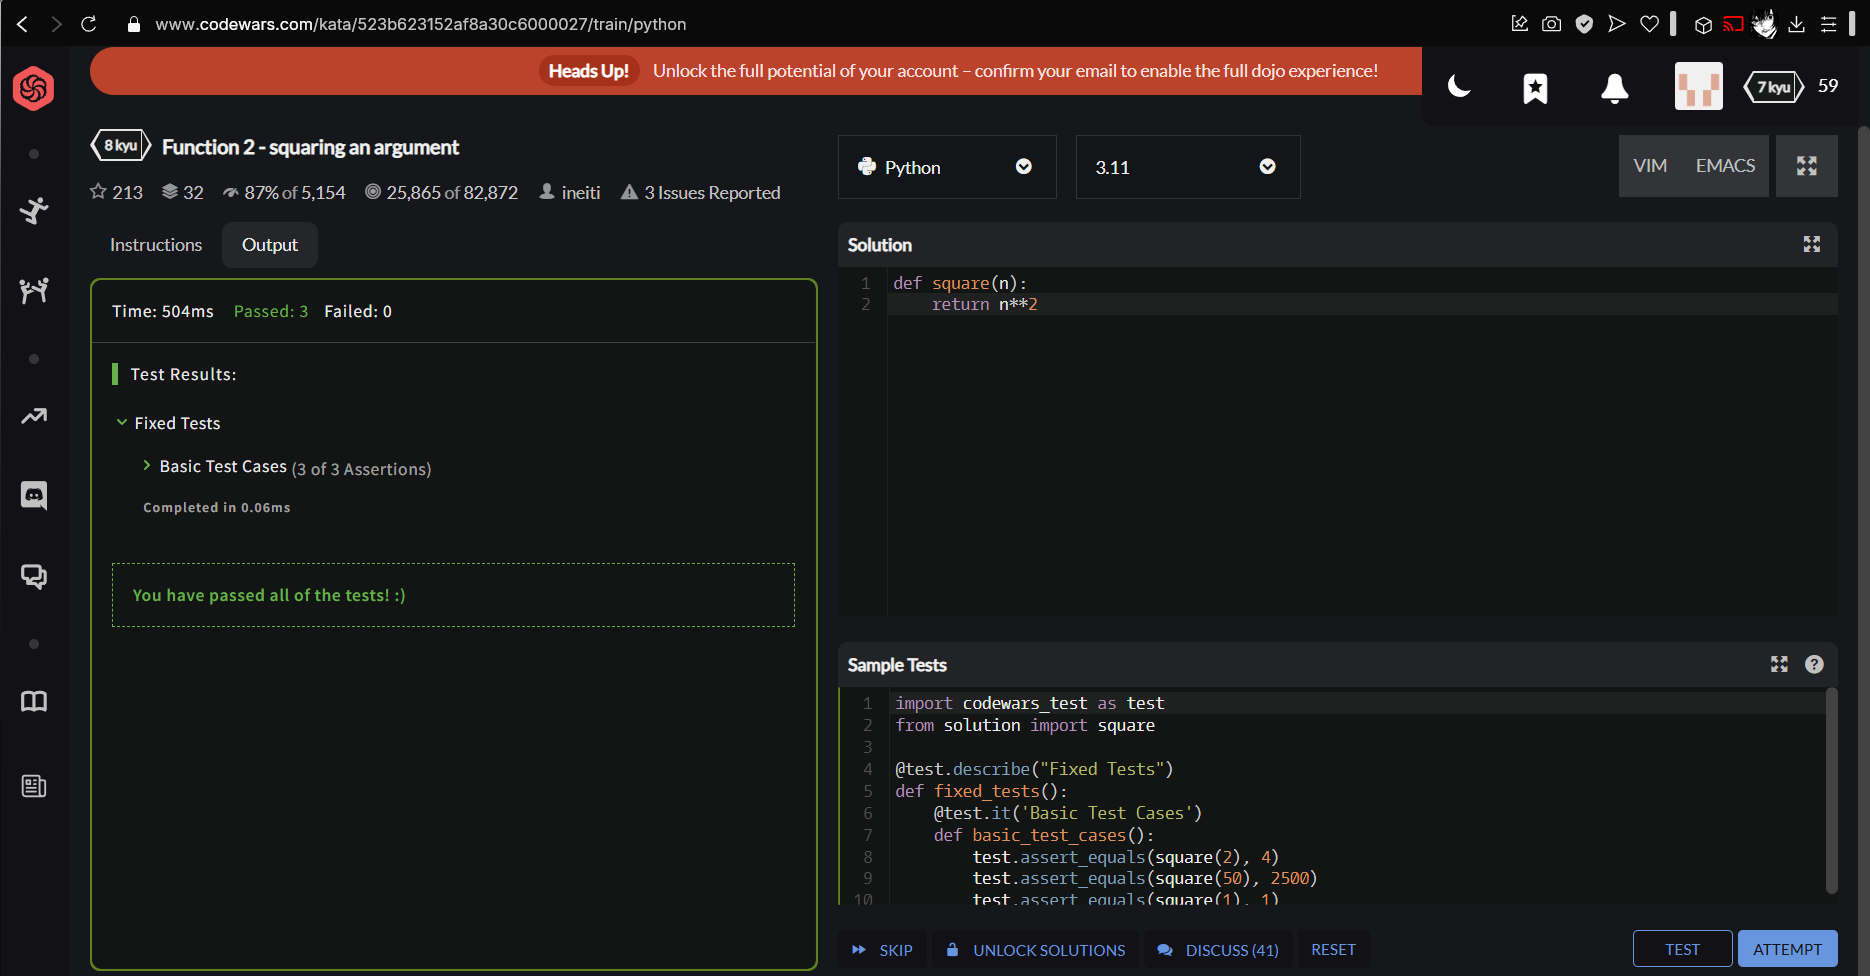 www.codewars.com/kata/523b623152af8a30c6000027/train/python
Heads Up! Unlock the full potential of your account – confirm your email to enable the full dojo experience!
7 kyu 59
8 kyu Function 2 - squaring an argument
213 32 87% of 5,154 25,865 of 82,872 ineiti 3 Issues Reported
Instructions Output
Time: 504ms Passed: 3 Failed: 0
Test Results:
Fixed Tests
Basic Test Cases (3 of 3 Assertions)
Completed in 0.06ms
You have passed all of the tests! :)
Python 3.11 VIM EMACS
Solution
1 def square(n):
2     return n**2
Sample Tests
1 import codewars_test as test
2 from solution import square
3
4 @test.describe("Fixed Tests")
5 def fixed_tests():
6     @test.it('Basic Test Cases')
7     def basic_test_cases():
8         test.assert_equals(square(2), 4)
9         test.assert_equals(square(50), 2500)
10         test.assert_equals(square(1), 1)
SKIP UNLOCK SOLUTIONS DISCUSS (41) RESET TEST ATTEMPT